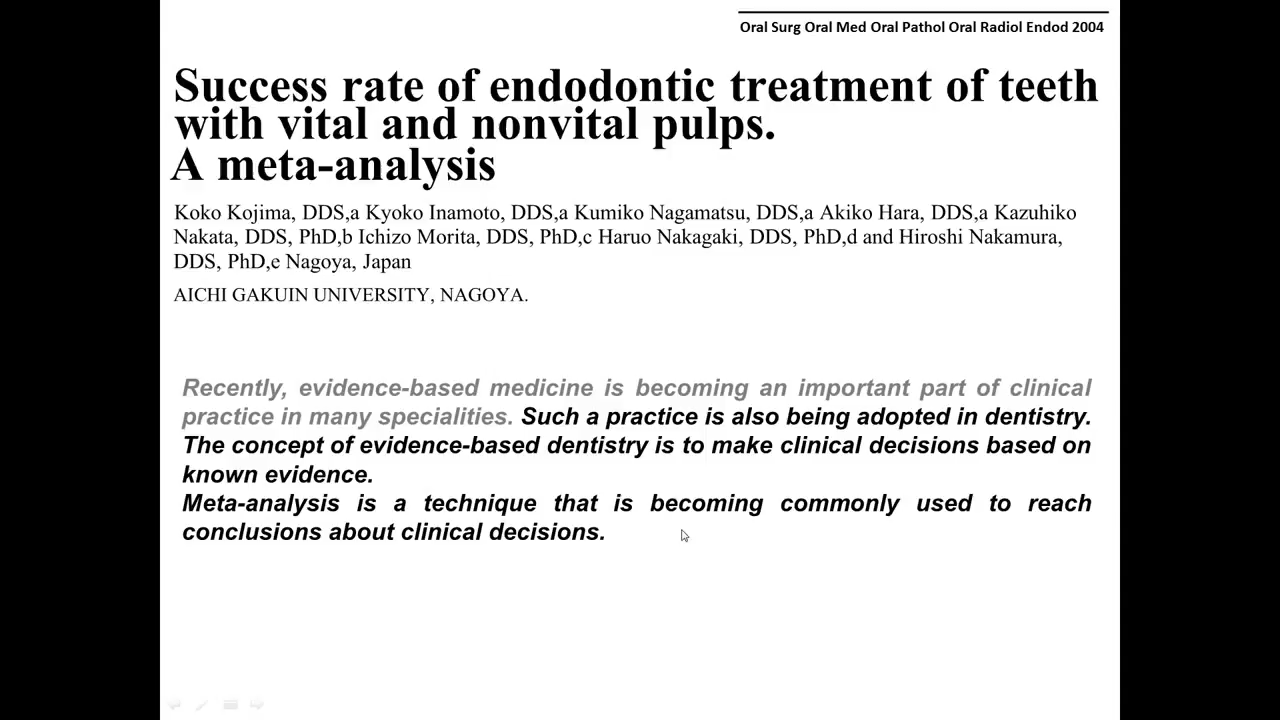 Oral Surg Oral Med Oral Pathol Oral Radiol Endod 2004
Success rate of endodontic treatment of teeth
with vital and nonvital pulps.
A meta-analysis
Koko Kojima, DDS,a Kyoko Inamoto, DDS,a Kumiko Nagamatsu, DDS,a Akiko Hara, DDS,a Kazuhiko
Nakata, DDS, PhD,b Ichizo Morita, DDS, PhD,c Haruo Nakagaki, DDS, PhD,d and Hiroshi Nakamura,
DDS, PhD,e Nagoya, Japan
AICHI GAKUIN UNIVERSITY, NAGOYA.
Recently, evidence-based medicine is becoming an important part of clinical
practice in many specialities. Such a practice is also being adopted in dentistry.
The concept of evidence-based dentistry is to make clinical decisions based on
known evidence.
Meta-analysis is a technique that is becoming commonly used to reach
conclusions about clinical decisions.